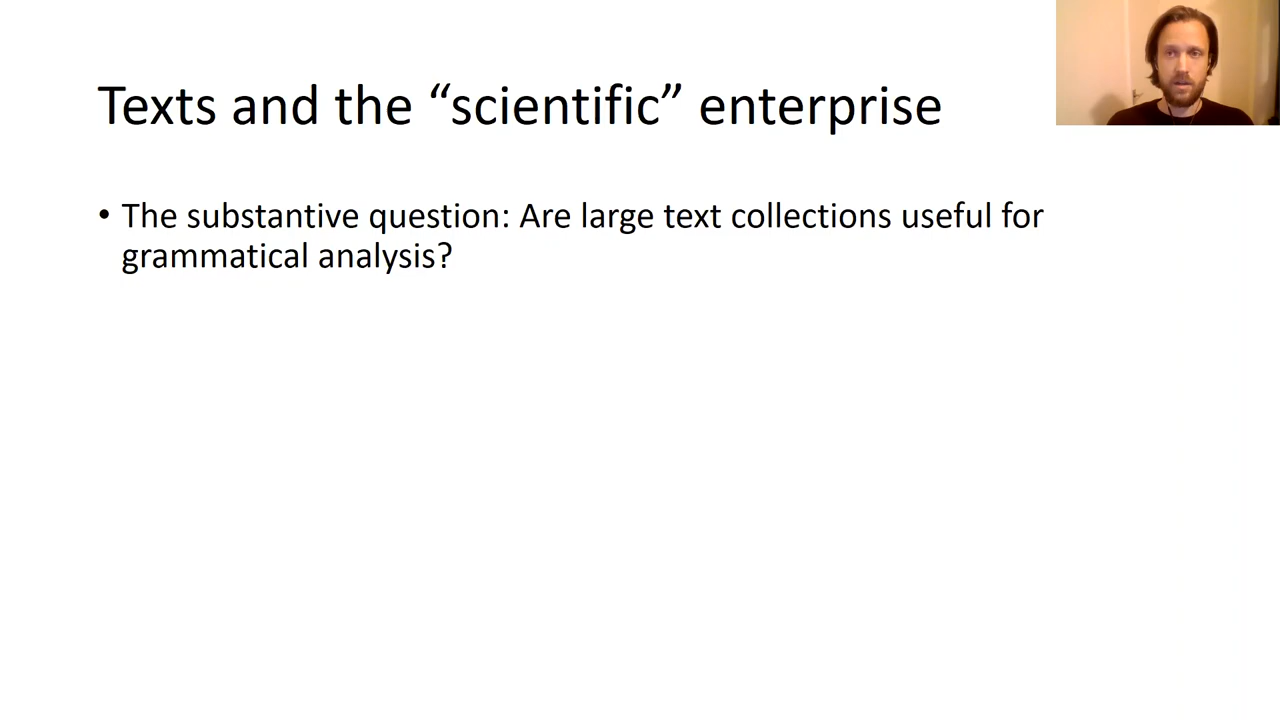 Texts and the “scientific” enterprise
• The substantive question: Are large text collections useful for
grammatical analysis?